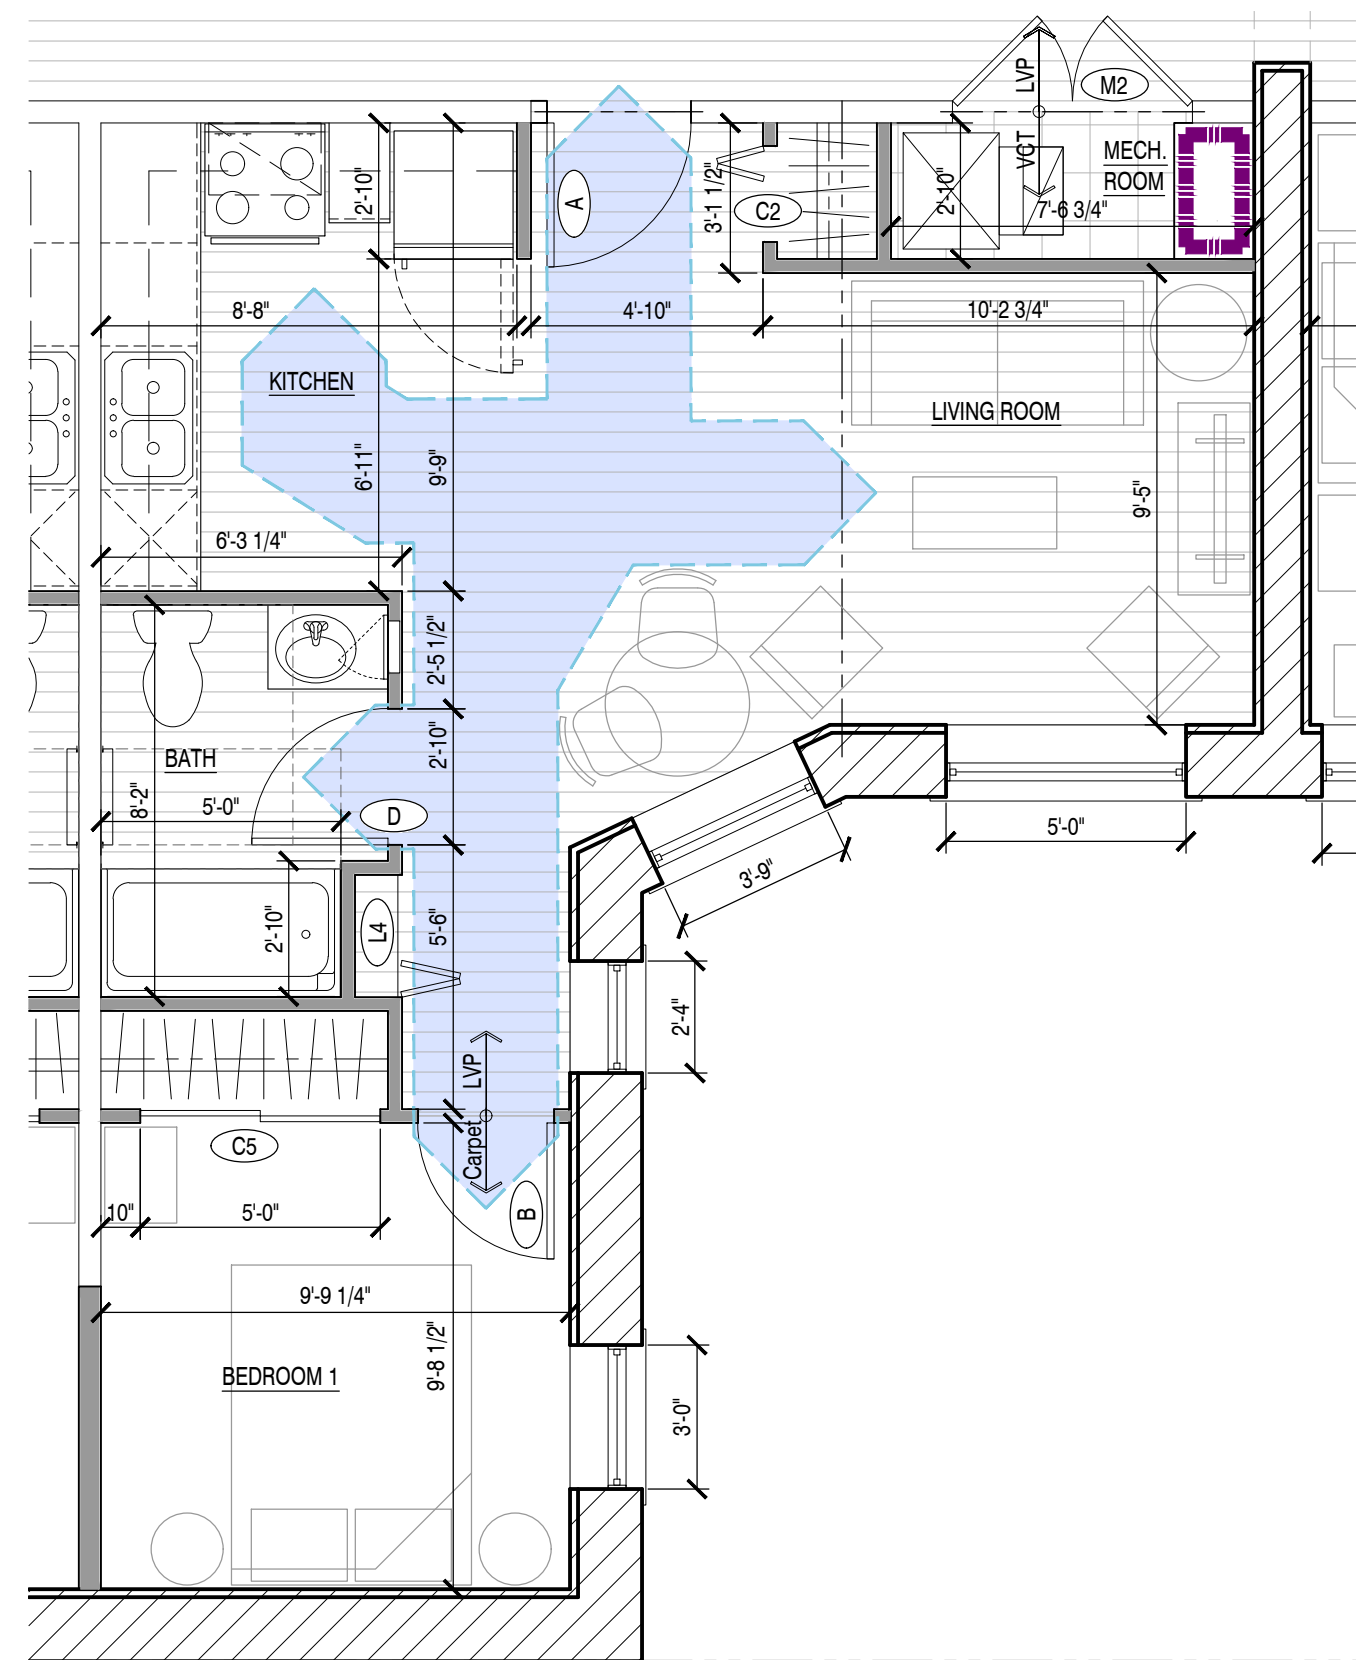 LVP
M2
VCT
MECH.
ROOM
2'-10"
A
3'-1 1/2"
C2
2'-10"
7'-6 3/4"
8'-8"
4'-10"
10'-2 3/4"
KITCHEN
LIVING ROOM
6'-11"
9'-9"
9'-5"
6'-3 1/4"
2'-5 1/2"
BATH
2'-10"
8'-2"
5'-0"
D
5'-0"
3'-9"
2'-10"
L4
5'-6"
2'-4"
LVP
Carpet
C5
B
10"
5'-0"
9'-9 1/4"
BEDROOM 1
9'-8 1/2"
3'-0"